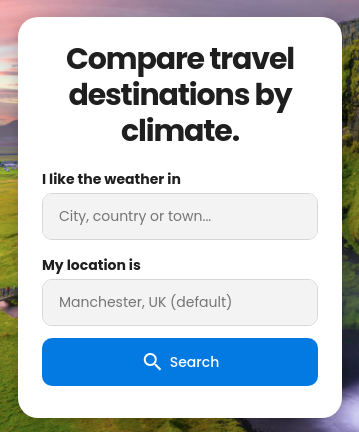 Compare travel
destinations by
climate.
I like the weather in
City, country or town...
My location is
Manchester, UK (default)
Search